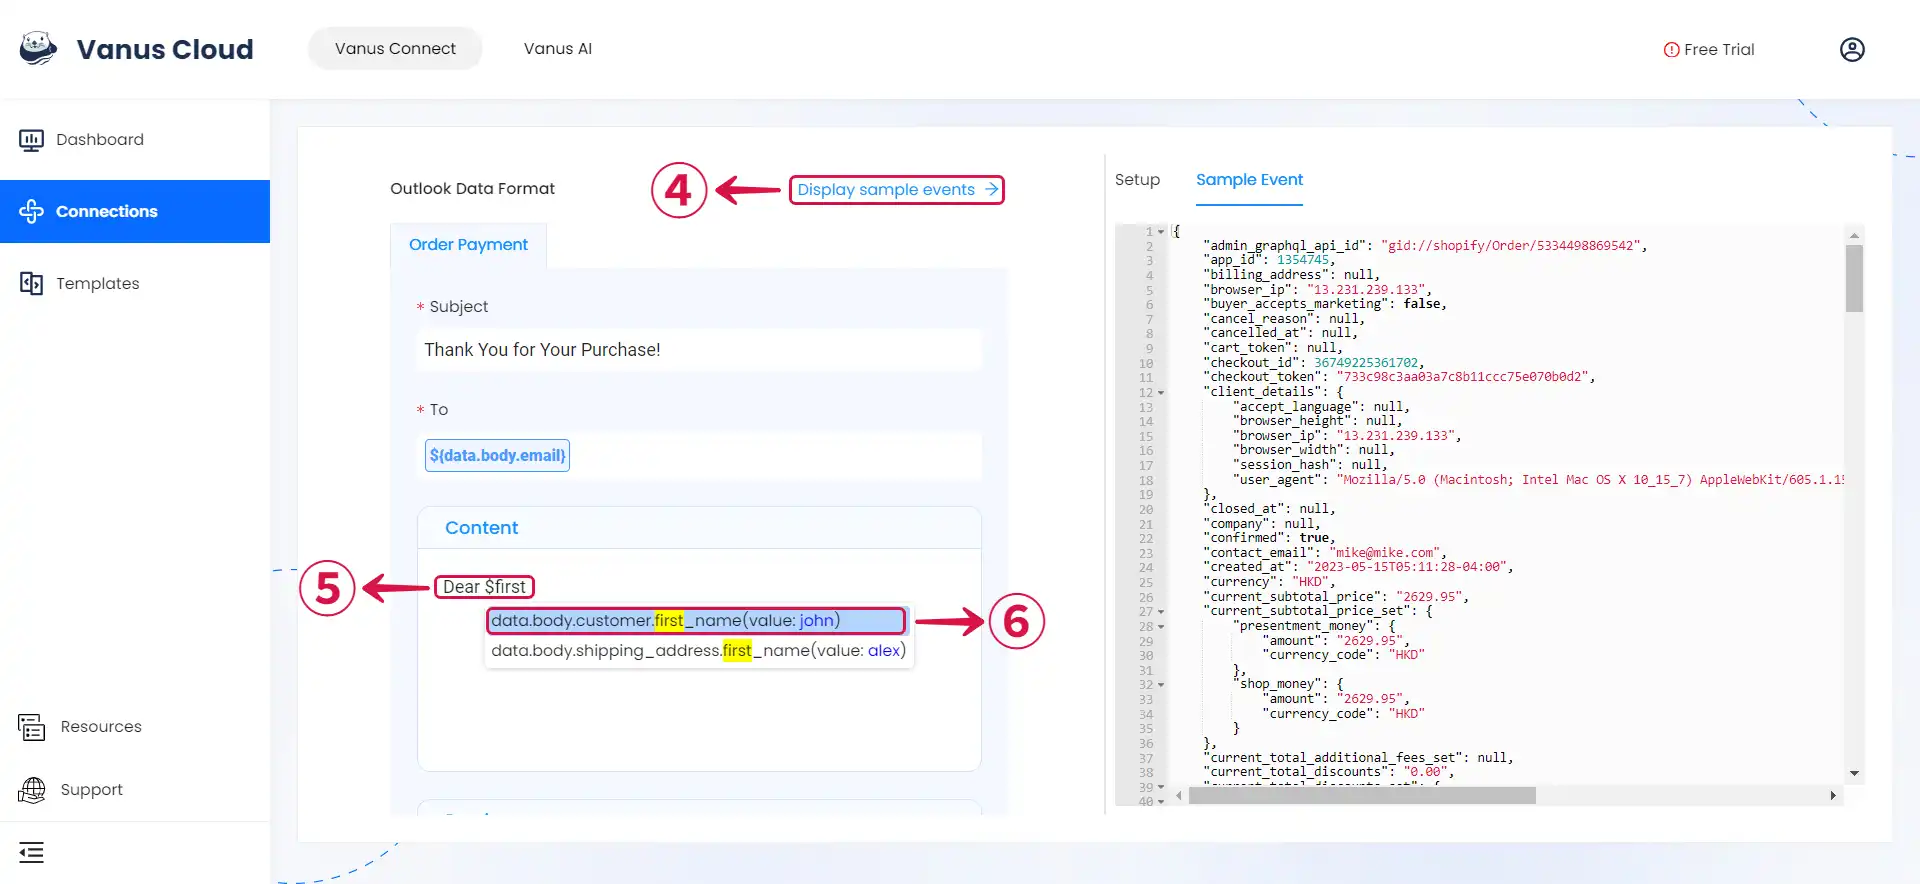 Vanus Cloud
Vanus Connect
Vanus AI
Free Trial
Dashboard
Connections
Templates
Resources
Support
Outlook Data Format
4
Display sample events →
Order Payment
* Subject
Thank You for Your Purchase!
* To
${data.body.email}
Content
5
Dear $first
data.body.customer.first_name(value: john)
6
data.body.shipping_address.first_name(value: alex)
Setup
Sample Event
1 {
2 "admin_graphql_api_id": "gid://shopify/Order/5334498869542",
3 "app_id": 1354745,
4 "billing_address": null,
5 "browser_ip": "13.231.239.133",
6 "buyer_accepts_marketing": false,
7 "cancel_reason": null,
8 "cancelled_at": null,
9 "cart_token": null,
10 "checkout_id": 36749225361702,
11 "checkout_token": "733c98c3aa03a7c8b11ccc75e070b0d2",
12 "client_details": {
13 "accept_language": null,
14 "browser_height": null,
15 "browser_ip": "13.231.239.133",
16 "browser_width": null,
17 "session_hash": null,
18 "user_agent": "Mozilla/5.0 (Macintosh; Intel Mac OS X 10_15_7) AppleWebKit/605.1.15
19 },
20 "closed_at": null,
21 "company": null,
22 "confirmed": true,
23 "contact_email": "mike@mike.com",
24 "created_at": "2023-05-15T05:11:28-04:00",
25 "currency": "HKD",
26 "current_subtotal_price": "2629.95",
27 "current_subtotal_price_set": {
28 "presentment_money": {
29 "amount": "2629.95",
30 "currency_code": "HKD"
31 },
32 "shop_money": {
33 "amount": "2629.95",
34 "currency_code": "HKD"
35 }
36 },
37 "current_total_additional_fees_set": null,
38 "current_total_discounts": "0.00",
39 "current_total_discounts_set": {
40